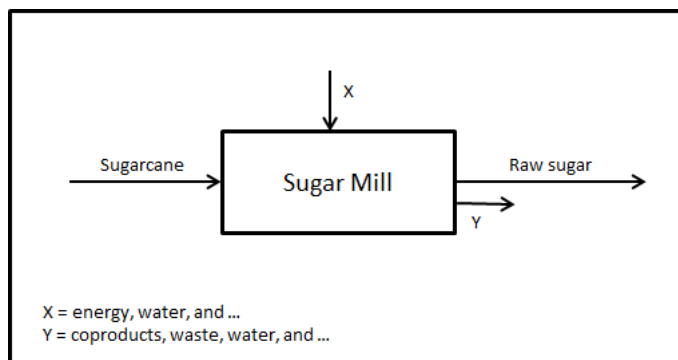 X
Sugarcane
Sugar Mill
Raw sugar
Y
X = energy, water, and ...
Y = coproducts, waste, water, and ...